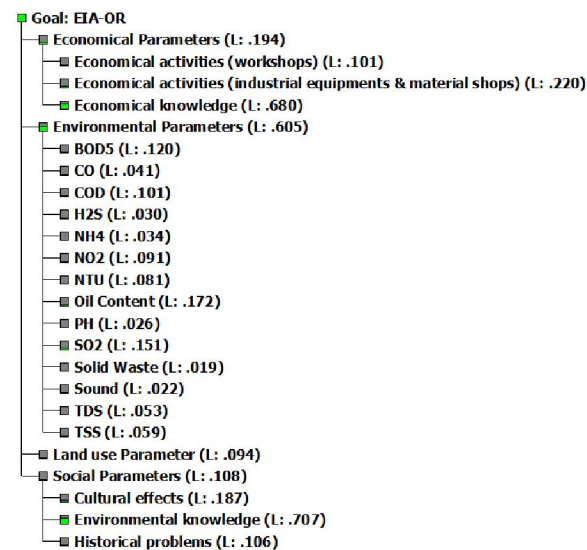 Goal: EIA-OR
Economical Parameters (L: .194)
Economical activities (workshops) (L: .101)
Economical activities (industrial equipments & material shops) (L: .220)
Economical knowledge (L: .680)
Environmental Parameters (L: .605)
BOD5 (L: .120)
CO (L: .041)
COD (L: .101)
H2S (L: .030)
NH4 (L: .034)
NO2 (L: .091)
NTU (L: .081)
Oil Content (L: .172)
PH (L: .026)
SO2 (L: .151)
Solid Waste (L: .019)
Sound (L: .022)
TDS (L: .053)
TSS (L: .059)
Land use Parameter (L: .094)
Social Parameters (L: .108)
Cultural effects (L: .187)
Environmental knowledge (L: .707)
Historical problems (L: .106)